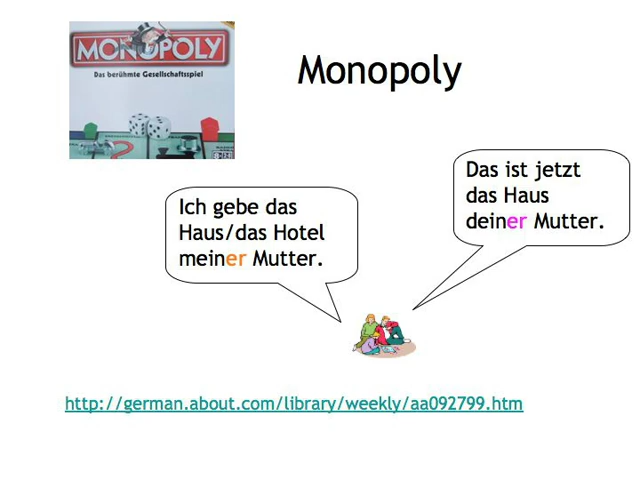 MONOPOLY
Das berühmte Gesellschaftsspiel
Monopoly
Ich gebe das
Haus/das Hotel
meiner Mutter.
Das ist jetzt
das Haus
deiner Mutter.
http://german.about.com/library/weekly/aa092799.htm